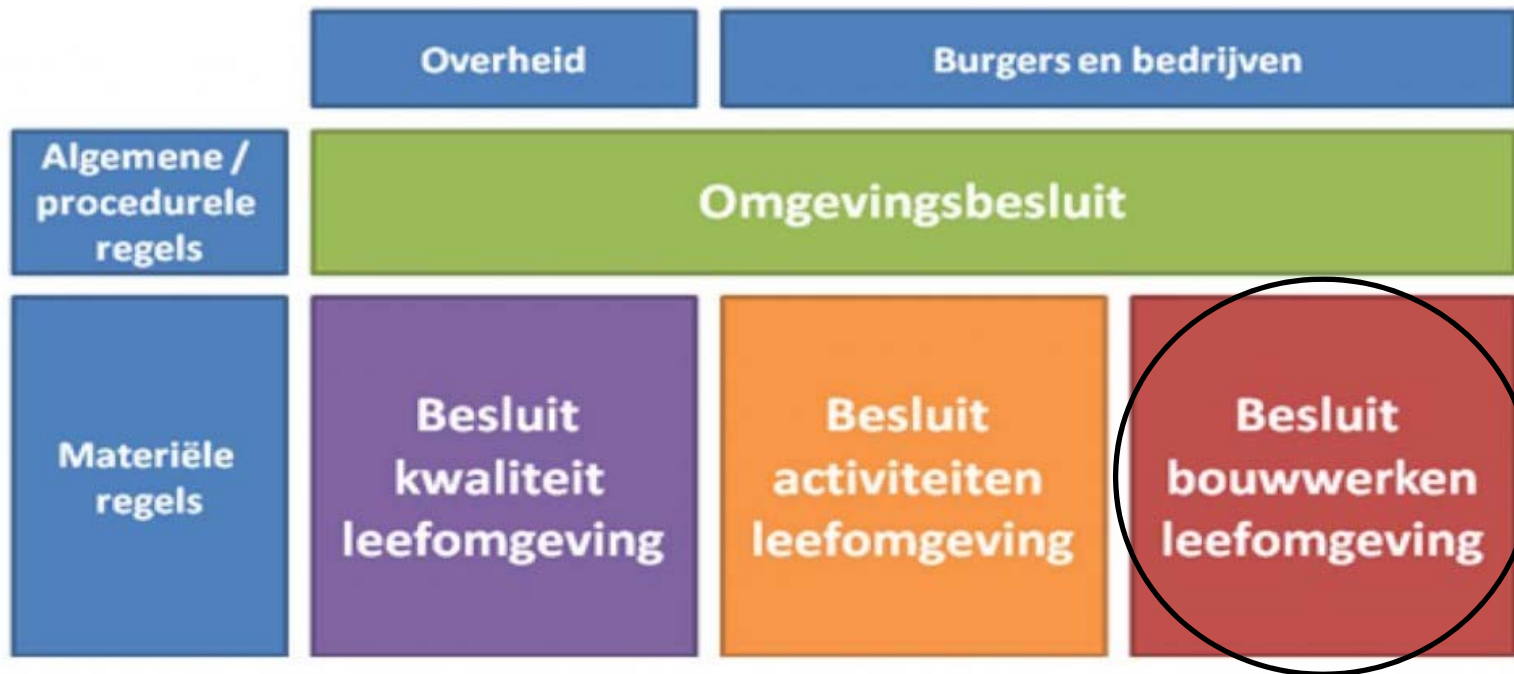 Overheid
Burgers en bedrijven
Algemene /
procedurele
regels
Omgevingsbesluit
Materiële
regels
Besluit
kwaliteit
leefomgeving
Besluit
activiteiten
leefomgeving
Besluit
bouwwerken
leefomgeving